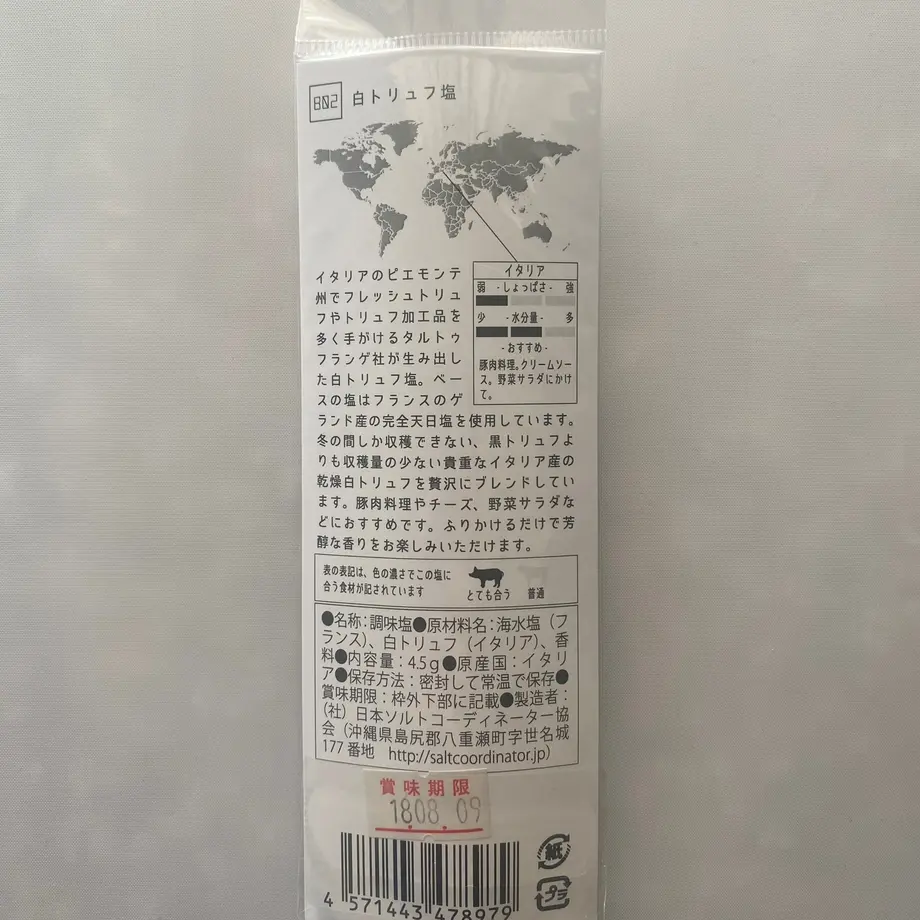 802 白トリュフ塩
イタリアのピエモンテ
州でフレッシュトリュ
フやトリュフ加工品を
多く手がけるタルトゥ
フランゲ社が生み出し
た白トリュフ塩。ベー
スの塩はフランスのゲ
ランド産の完全天日塩を使用しています。
冬の間しか収穫できない、黒トリュフよ
りも収穫量の少ない貴重なイタリア産の
乾燥白トリュフを贅沢にブレンドしてい
ます。豚肉料理やチーズ、野菜サラダな
どにおすすめです。ふりかけるだけで芳
醇な香りをお楽しみいただけます。
イタリア
弱 -しょっぱさ- 強
少 -水分量- 多
-おすすめ-
豚肉料理。クリームソー
ス。野菜サラダにかけ
て。
表の表記は、色の濃さでこの塩に
合う食材が記されています
とても合う 普通
●名称：調味塩●原材料名：海水塩（フ
ランス）、白トリュフ（イタリア）、香
料●内容量：4.5g●原産国：イタリ
ア●保存方法：密封して常温で保存●
賞味期限：枠外下部に記載●製造者：
（社）日本ソルトコーディネーター協
会（沖縄県島尻郡八重瀬町字世名城
177番地 http://saltcoordinator.jp）
賞味期限
18.08.09
4 571443 478979
紙
プラ